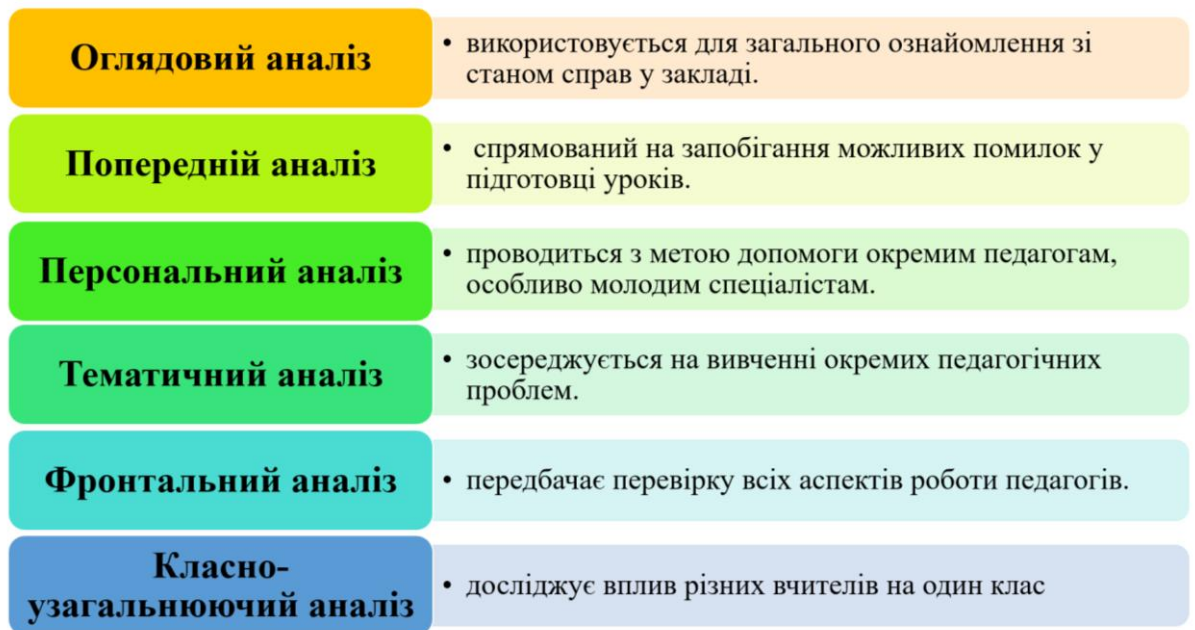 Оглядовий аналіз
• використовується для загального ознайомлення зі
станом справ у закладі.
Попередній аналіз
• спрямований на запобігання можливих помилок у
підготовці уроків.
Персональний аналіз
• проводиться з метою допомоги окремим педагогам,
особливо молодим спеціалістам.
Тематичний аналіз
• зосереджується на вивченні окремих педагогічних
проблем.
Фронтальний аналіз
• передбачає перевірку всіх аспектів роботи педагогів.
Класно-
узагальнюючий аналіз
• досліджує вплив різних вчителів на один клас